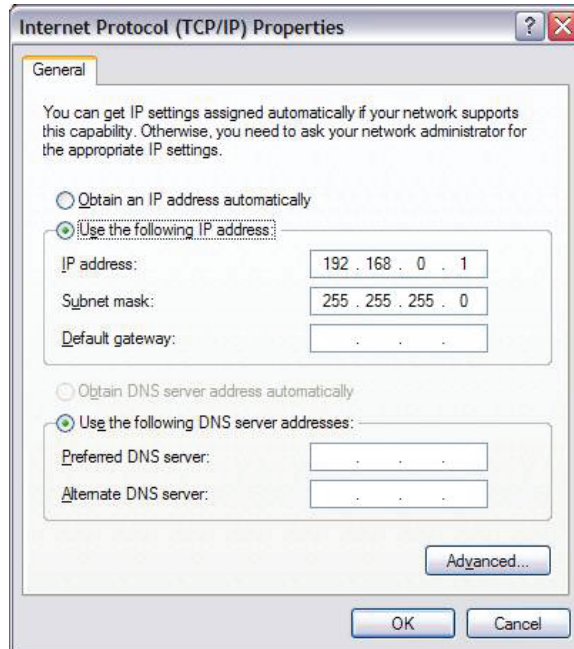 Internet Protocol (TCP/IP) Properties
General
You can get IP settings assigned automatically if your network supports
this capability. Otherwise, you need to ask your network administrator for
the appropriate IP settings.
Obtain an IP address automatically
Use the following IP address:
IP address: 192 . 168 . 0 . 1
Subnet mask: 255 . 255 . 255 . 0
Default gateway: . . .
Obtain DNS server address automatically
Use the following DNS server addresses:
Preferred DNS server: . . .
Alternate DNS server: . . .
Advanced...
OK Cancel